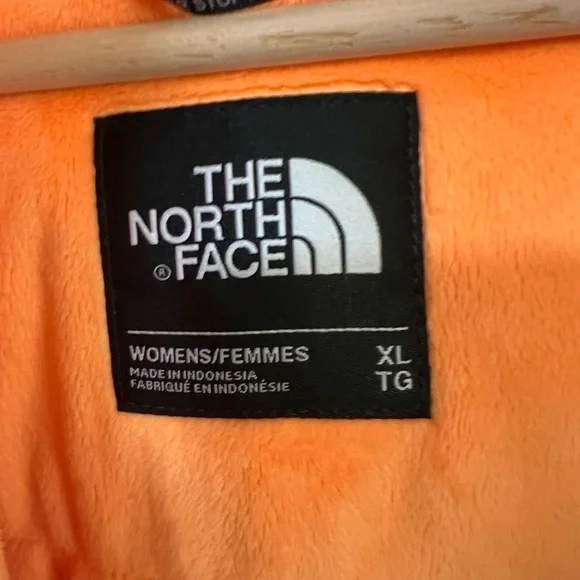 THE
NORTH
® FACE
WOMENS/FEMMES XL
MADE IN INDONESIA TG
FABRIQUÉ EN INDONÉSIE